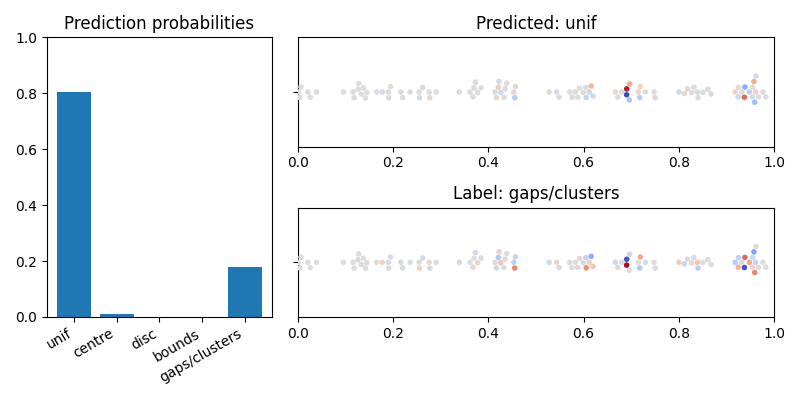 Prediction probabilities
1.0
0.8
0.6
0.4
0.2
0.0
unif
centre
disc
bounds
gaps/clusters
Predicted: unif
0.0 0.2 0.4 0.6 0.8 1.0
Label: gaps/clusters
0.0 0.2 0.4 0.6 0.8 1.0